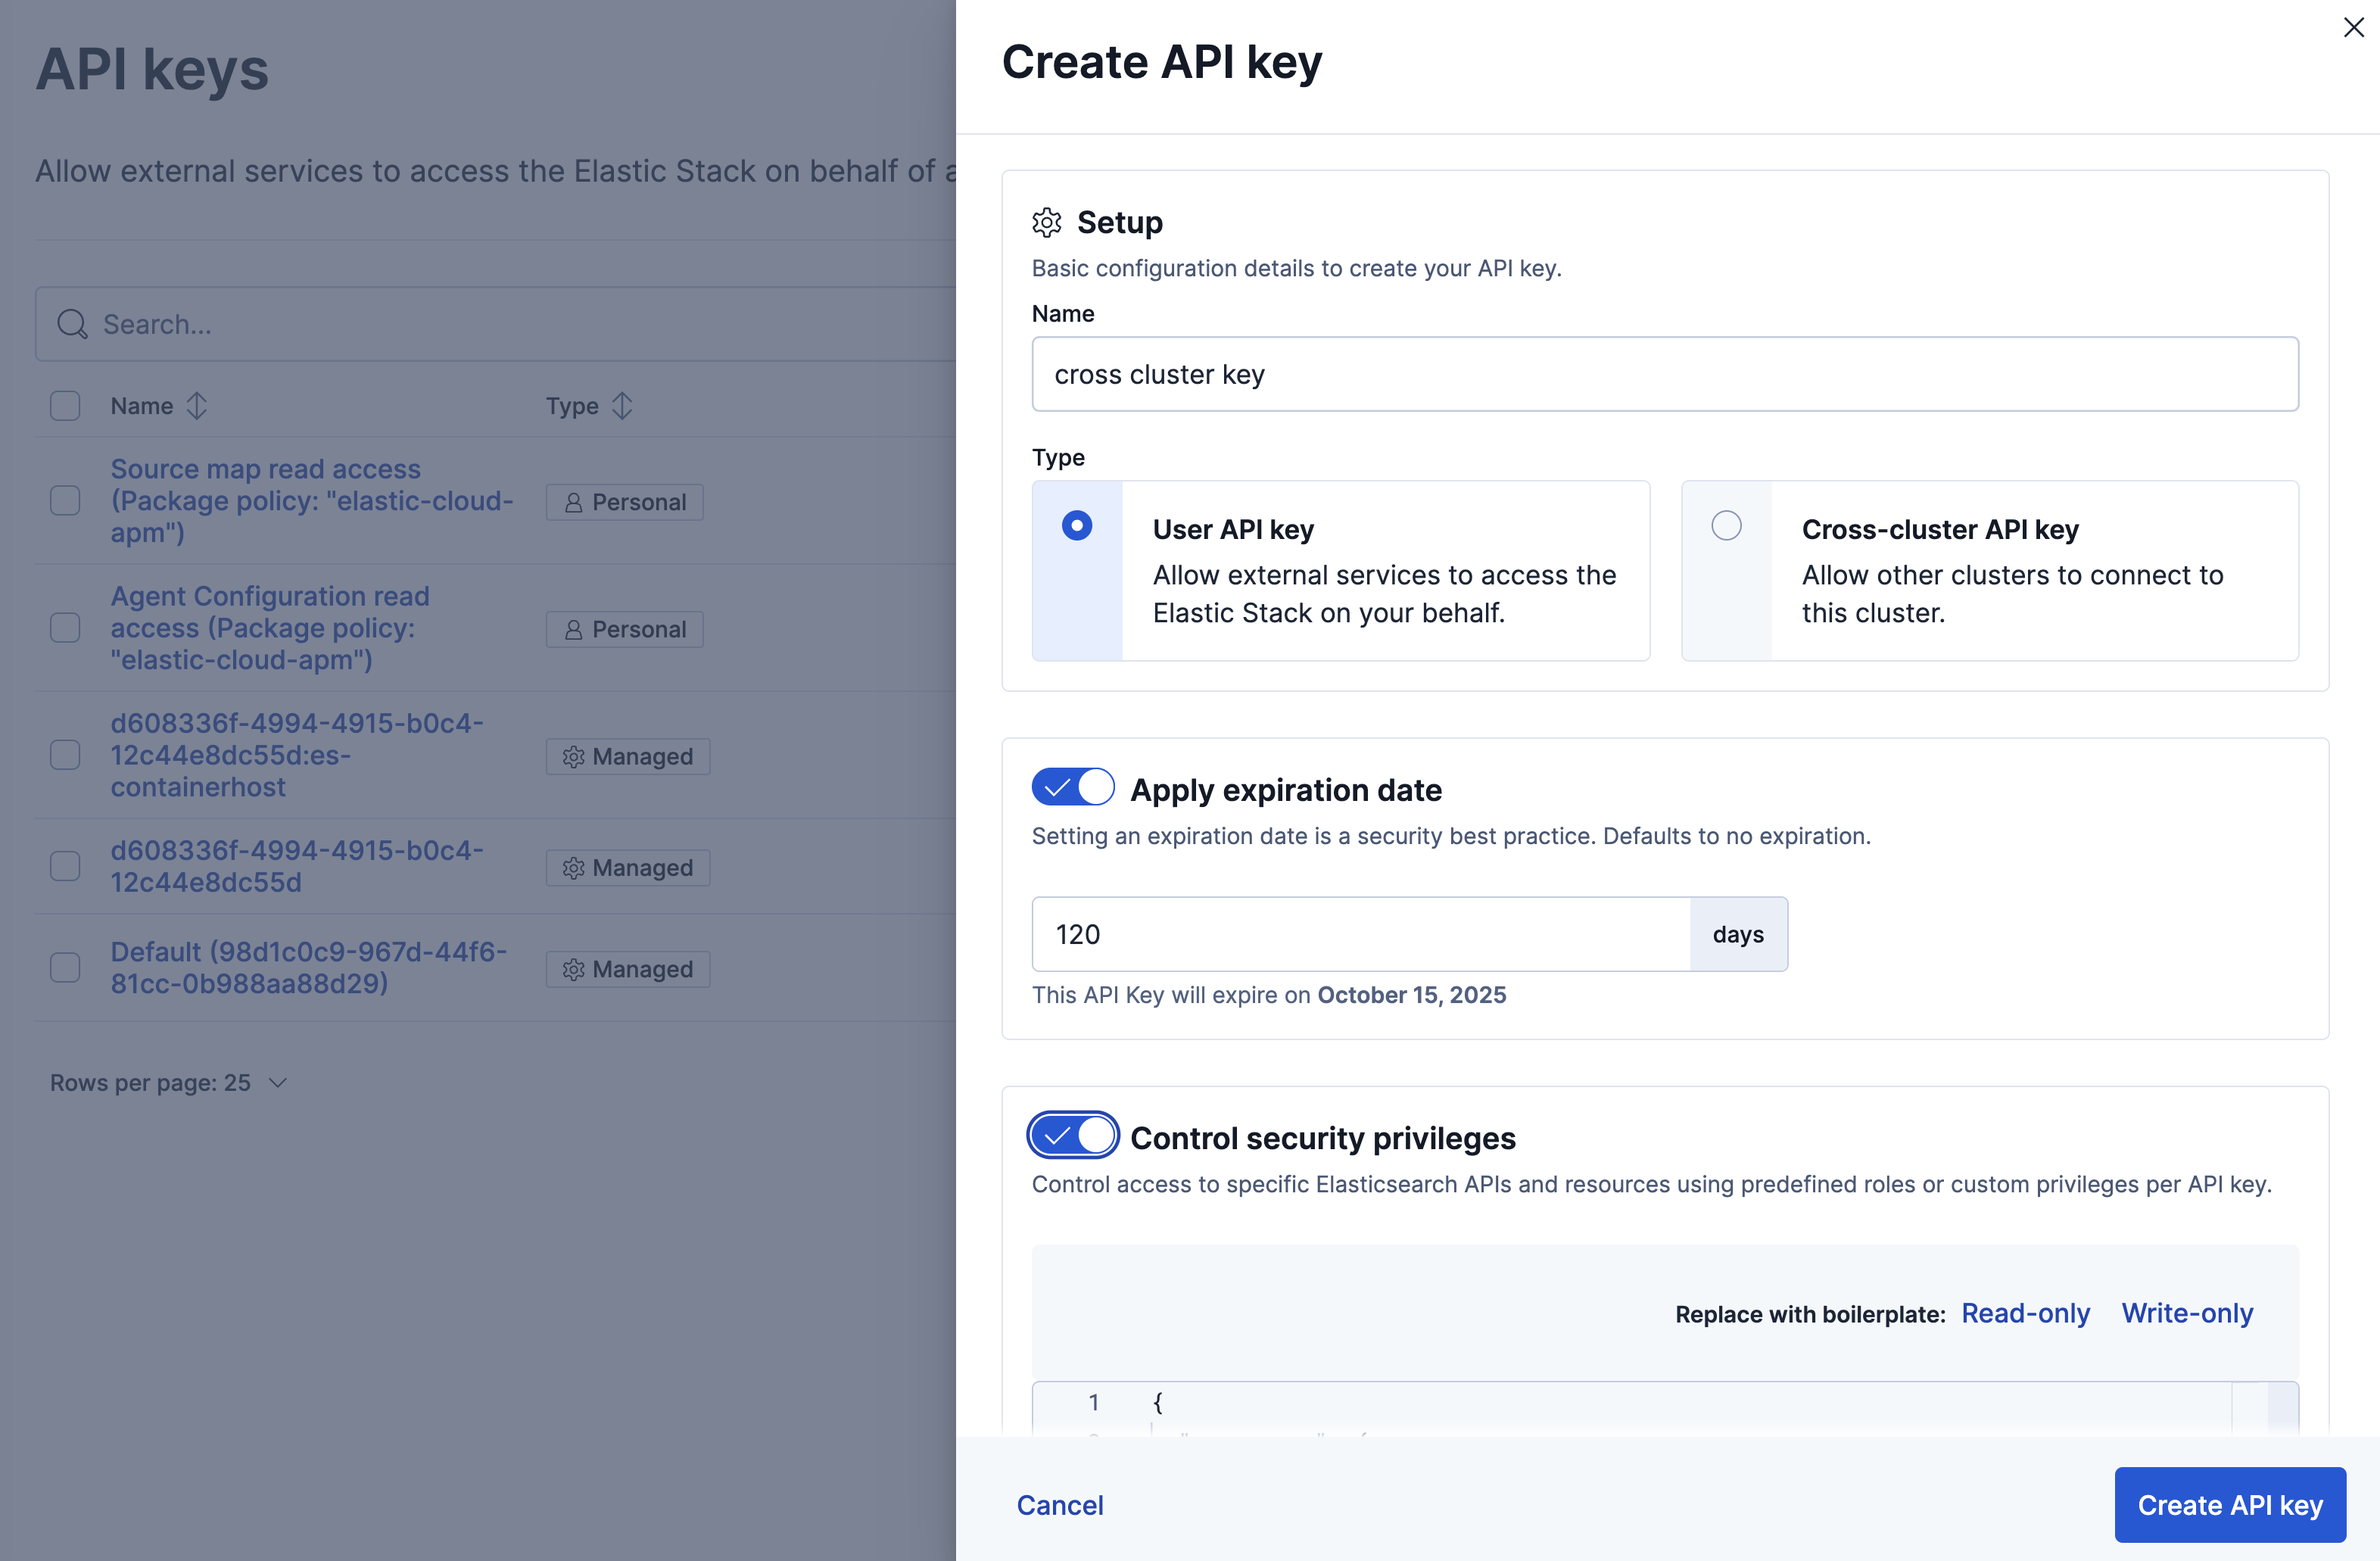 API keys
Allow external services to access the Elastic Stack on behalf of a
Search...
Name
Type
Source map read access
(Package policy: "elastic-cloud-
apm")
Personal
Agent Configuration read
access (Package policy:
"elastic-cloud-apm")
Personal
d608336f-4994-4915-b0c4-
12c44e8dc55d:es-
containerhost
Managed
d608336f-4994-4915-b0c4-
12c44e8dc55d
Managed
Default (98d1c0c9-967d-44f6-
81cc-0b988aa88d29)
Managed
Rows per page: 25
Create API key
Setup
Basic configuration details to create your API key.
Name
cross cluster key
Type
User API key
Allow external services to access the
Elastic Stack on your behalf.
Cross-cluster API key
Allow other clusters to connect to
this cluster.
Apply expiration date
Setting an expiration date is a security best practice. Defaults to no expiration.
120
days
This API Key will expire on October 15, 2025
Control security privileges
Control access to specific Elasticsearch APIs and resources using predefined roles or custom privileges per API key.
Replace with boilerplate: Read-only Write-only
1 {
Cancel
Create API key